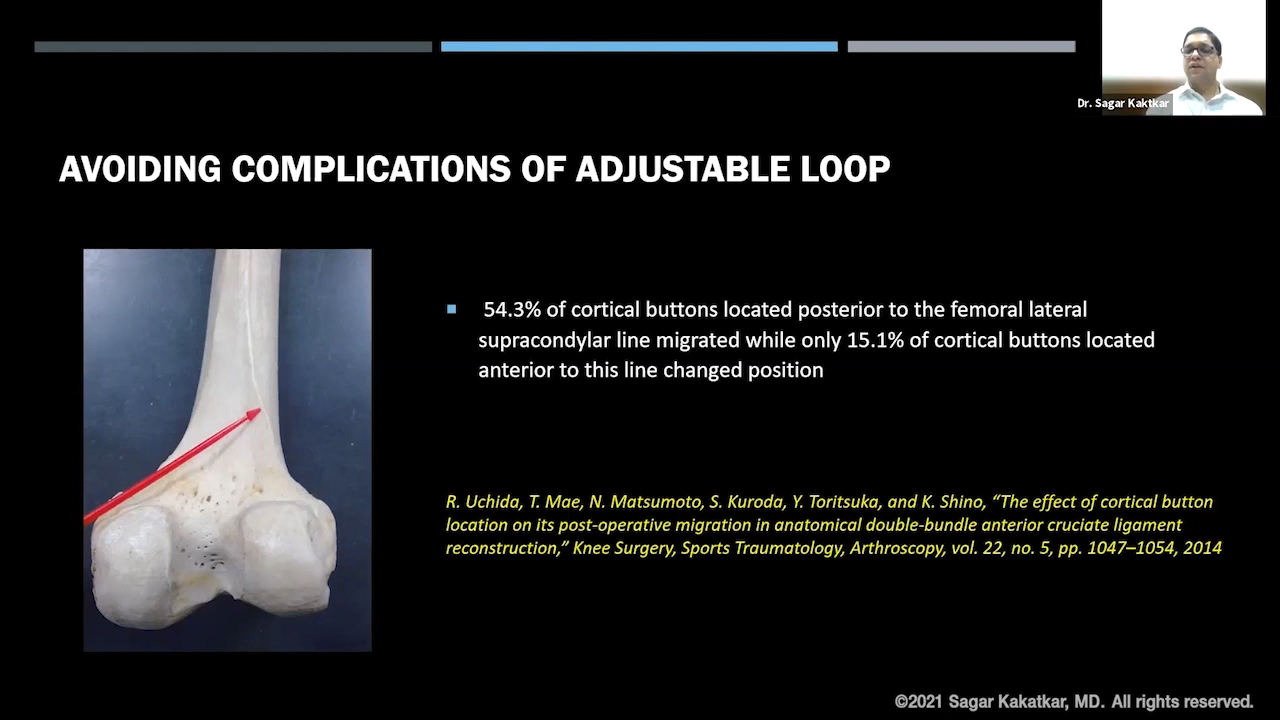 Dr. Sagar Kaktkar
AVOIDING COMPLICATIONS OF ADJUSTABLE LOOP
54.3% of cortical buttons located posterior to the femoral lateral
supracondylar line migrated while only 15.1% of cortical buttons located
anterior to this line changed position
R. Uchida, T. Mae, N. Matsumoto, S. Kuroda, Y. Toritsuka, and K. Shino, “The effect of cortical button
location on its post-operative migration in anatomical double-bundle anterior cruciate ligament
reconstruction,” Knee Surgery, Sports Traumatology, Arthroscopy, vol. 22, no. 5, pp. 1047–1054, 2014
©2021 Sagar Kakatkar, MD. All rights reserved.